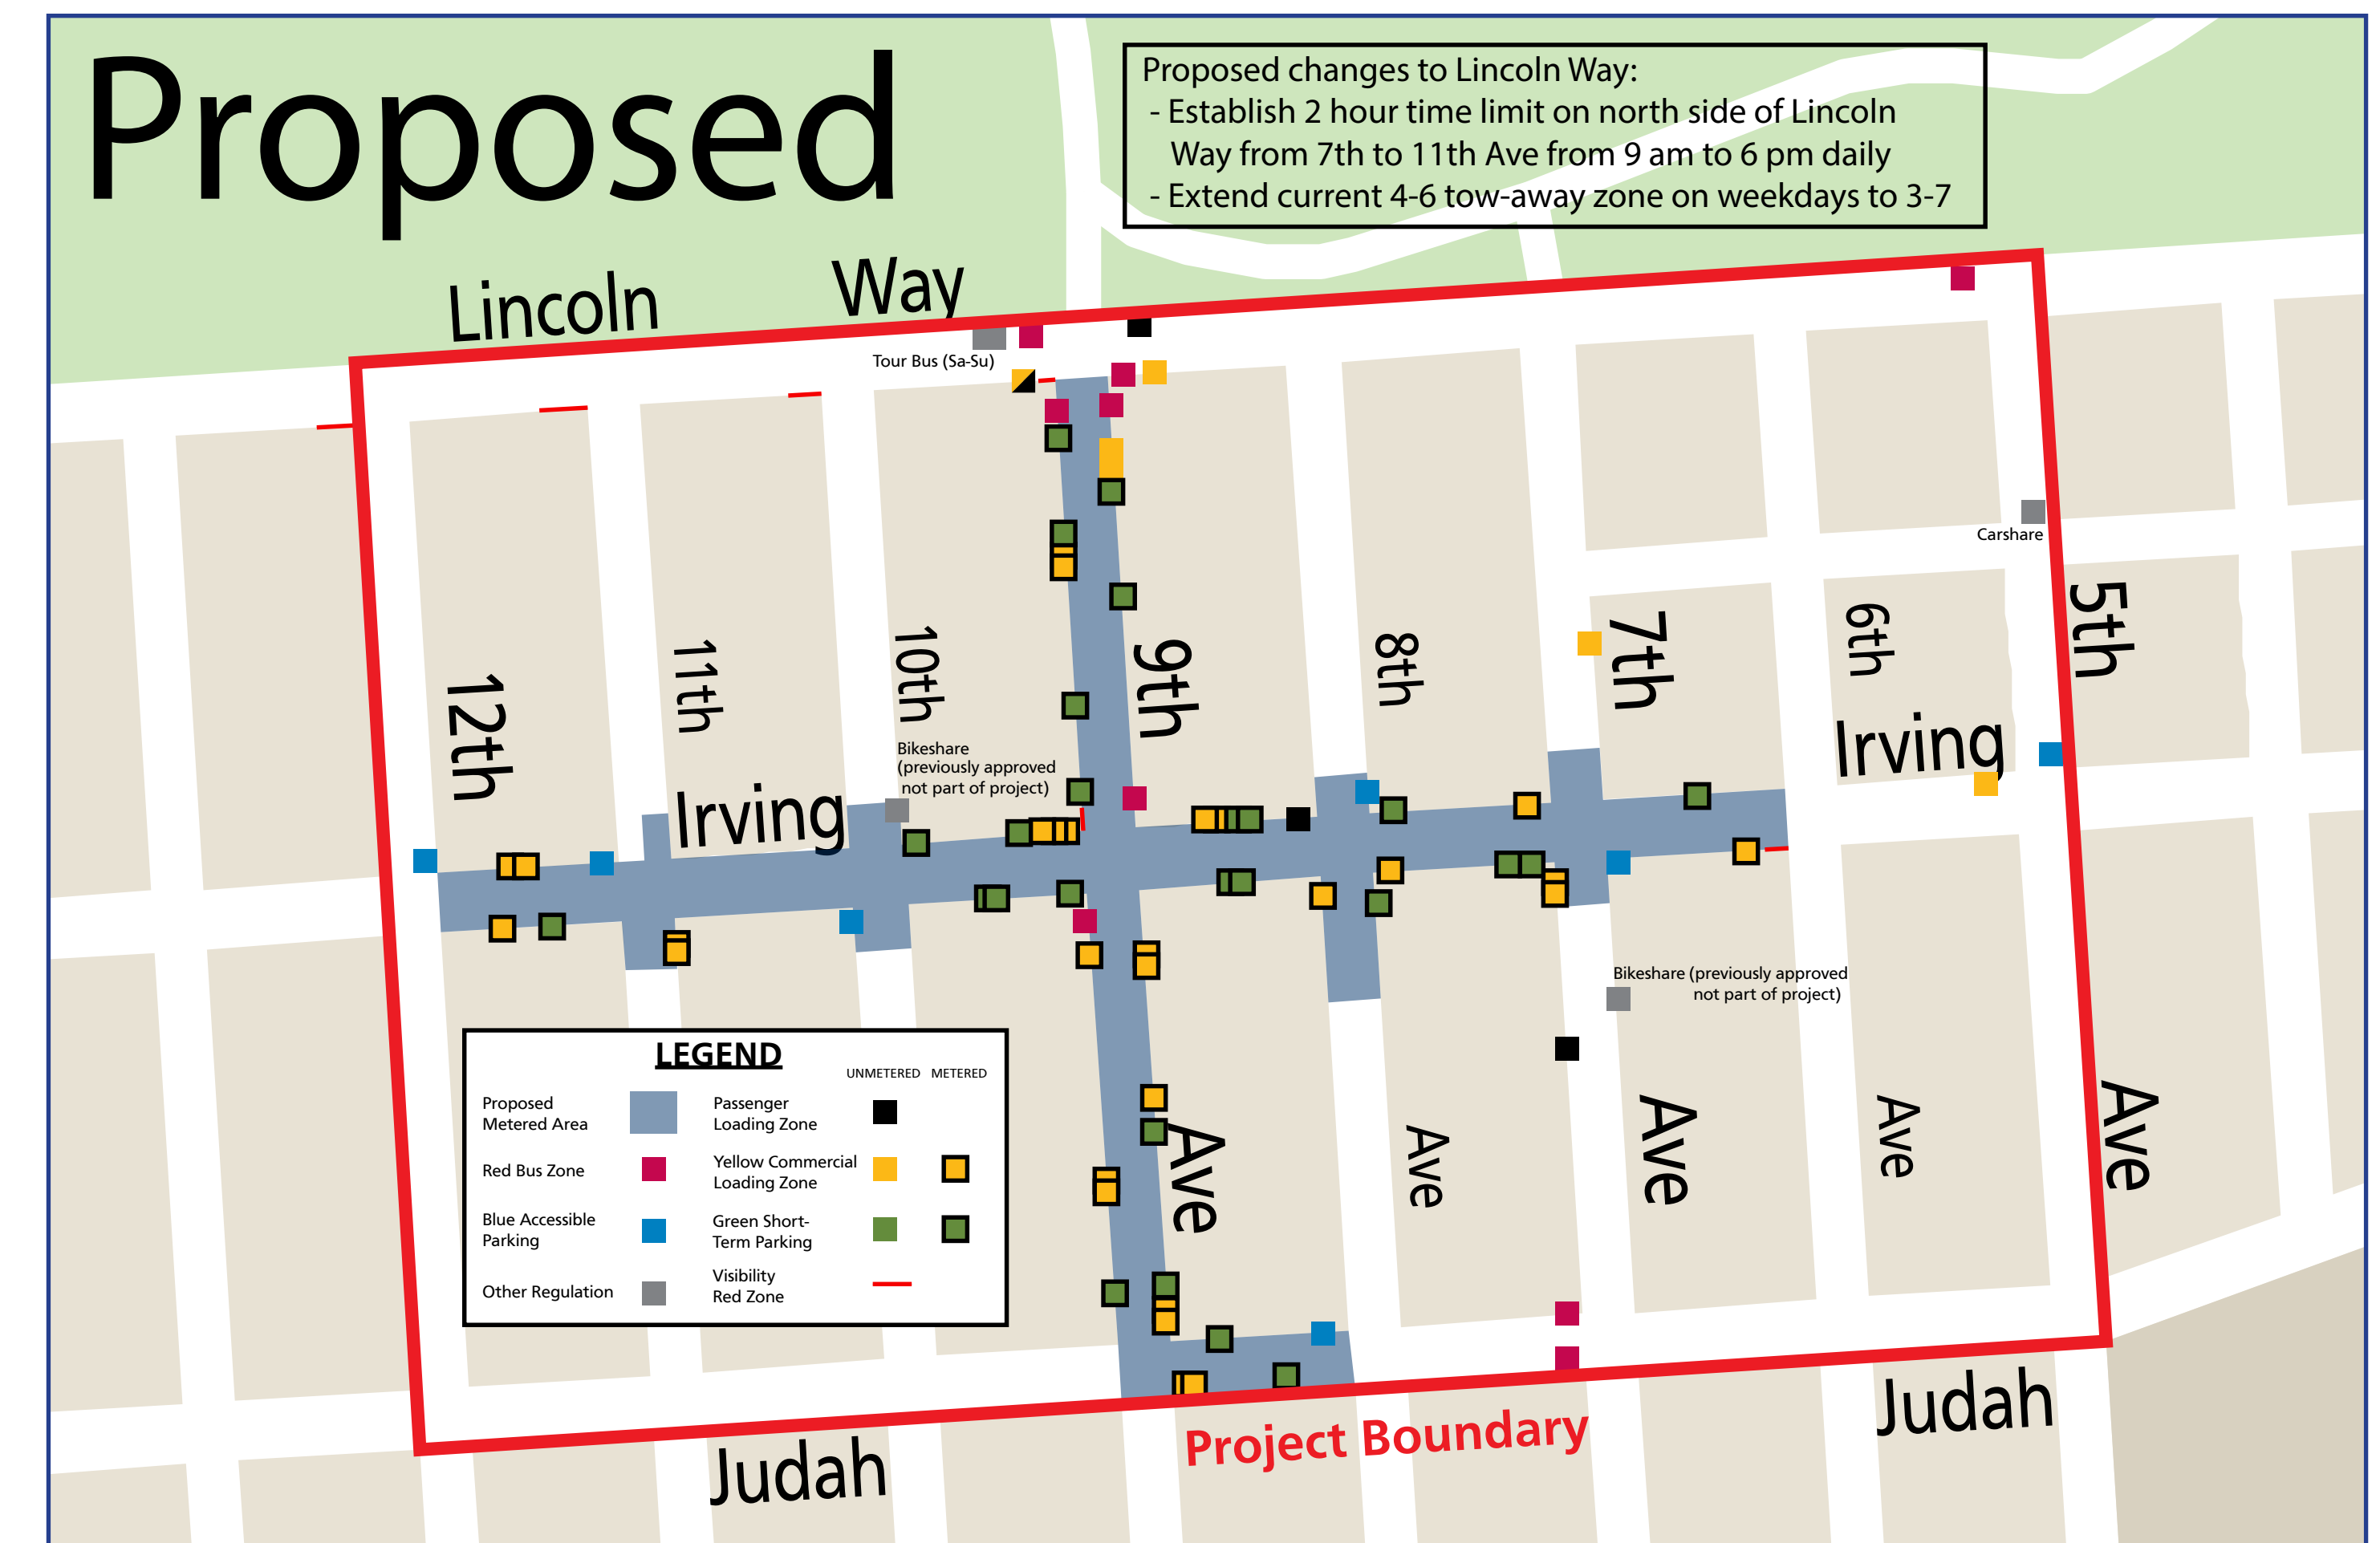 Proposed
Proposed changes to Lincoln Way:
- Establish 2 hour time limit on north side of Lincoln
Way from 7th to 11th Ave from 9 am to 6 pm daily
- Extend current 4-6 tow-away zone on weekdays to 3-7
Lincoln Way
Tour Bus (Sa-Su)
Carshare
12th
11th
10th
9th
8th
7th
6th
5th
Irving
Irving
Bikeshare
(previously approved
not part of project)
Bikeshare (previously approved
not part of project)
LEGEND
UNMETERED METERED
Proposed
Metered Area
Passenger
Loading Zone
Red Bus Zone
Yellow Commercial
Loading Zone
Blue Accessible
Parking
Green Short-
Term Parking
Other Regulation
Visibility
Red Zone
Ave
Ave
Ave
Ave
Ave
Project Boundary
Judah
Judah